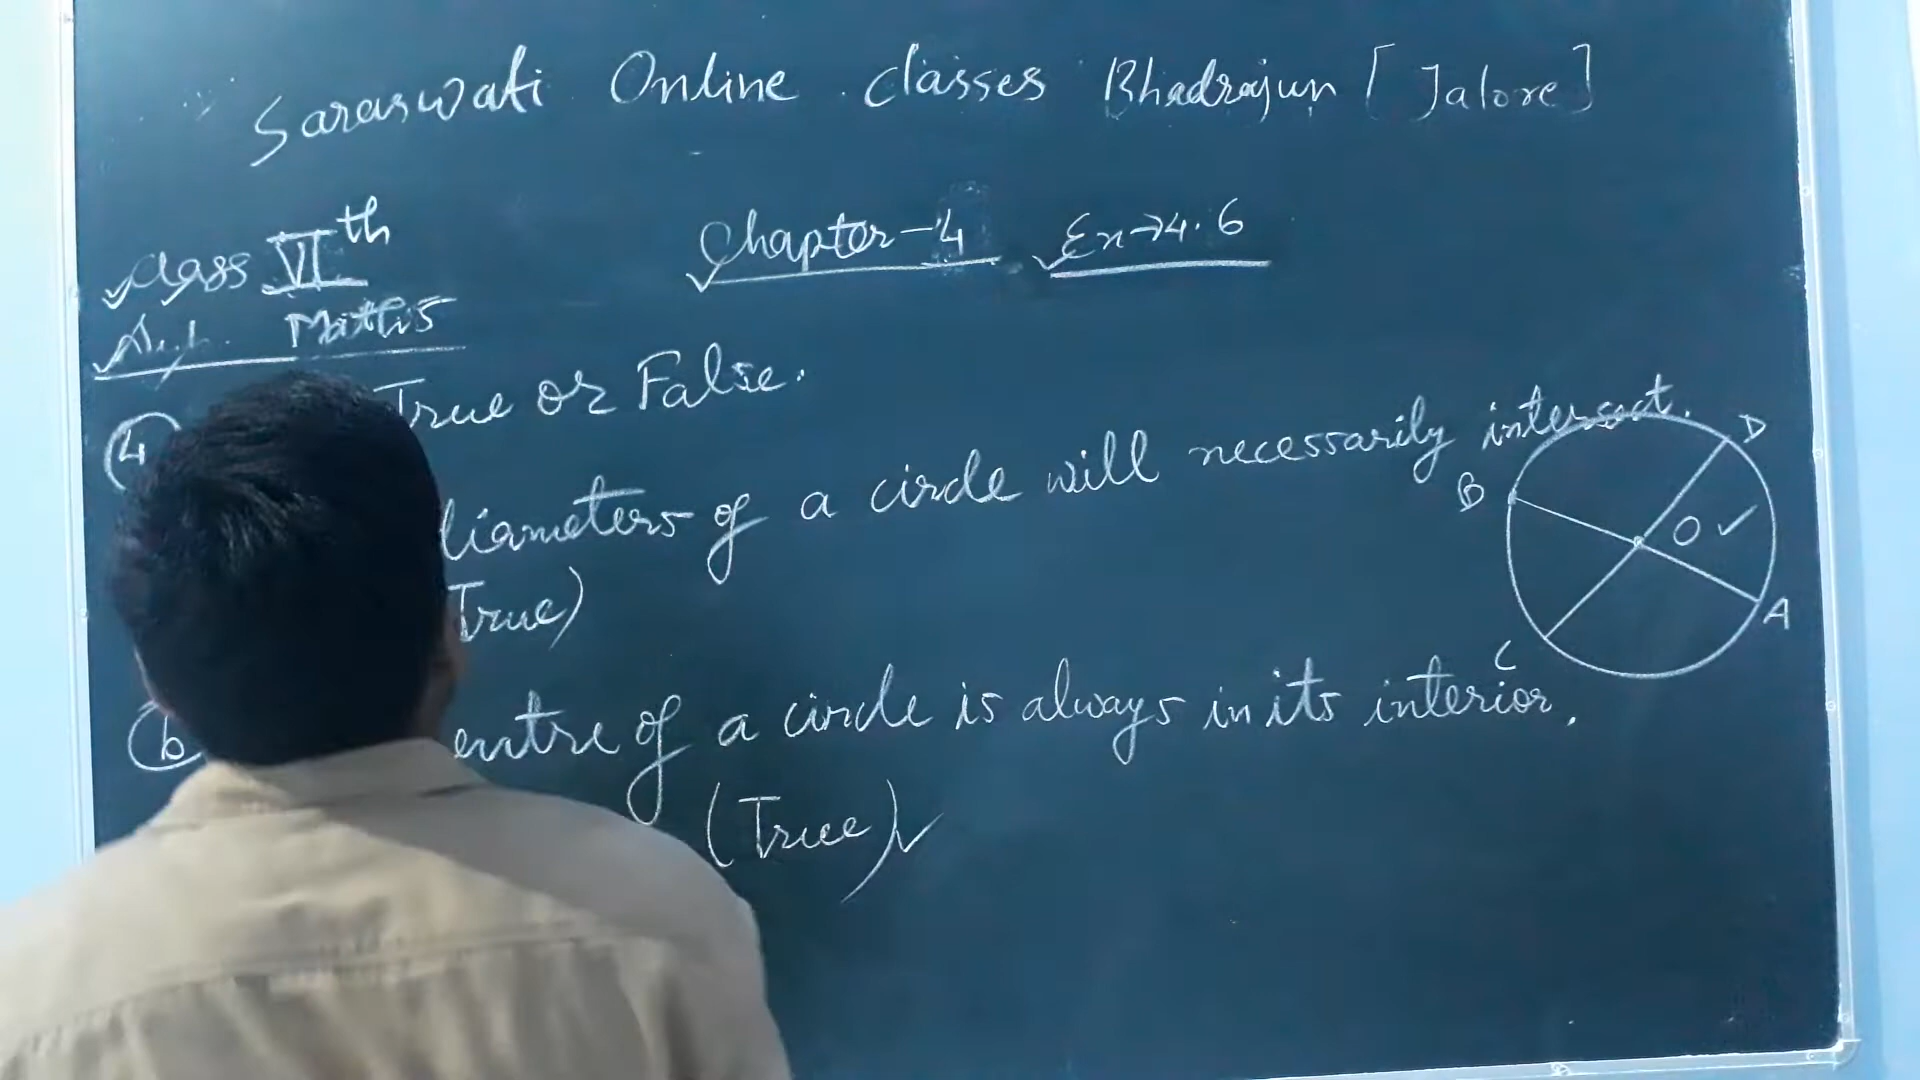 Saraswati Online classes Bhadrajun [Jalore]
Class VIth
Chapter-4 Ex→4.6
Sub. Maths
4 True or False.
diameters of a circle will necessarily intersect.
True)
(b) entre of a circle is always in its interior.
(True)
B
D
O
A
C